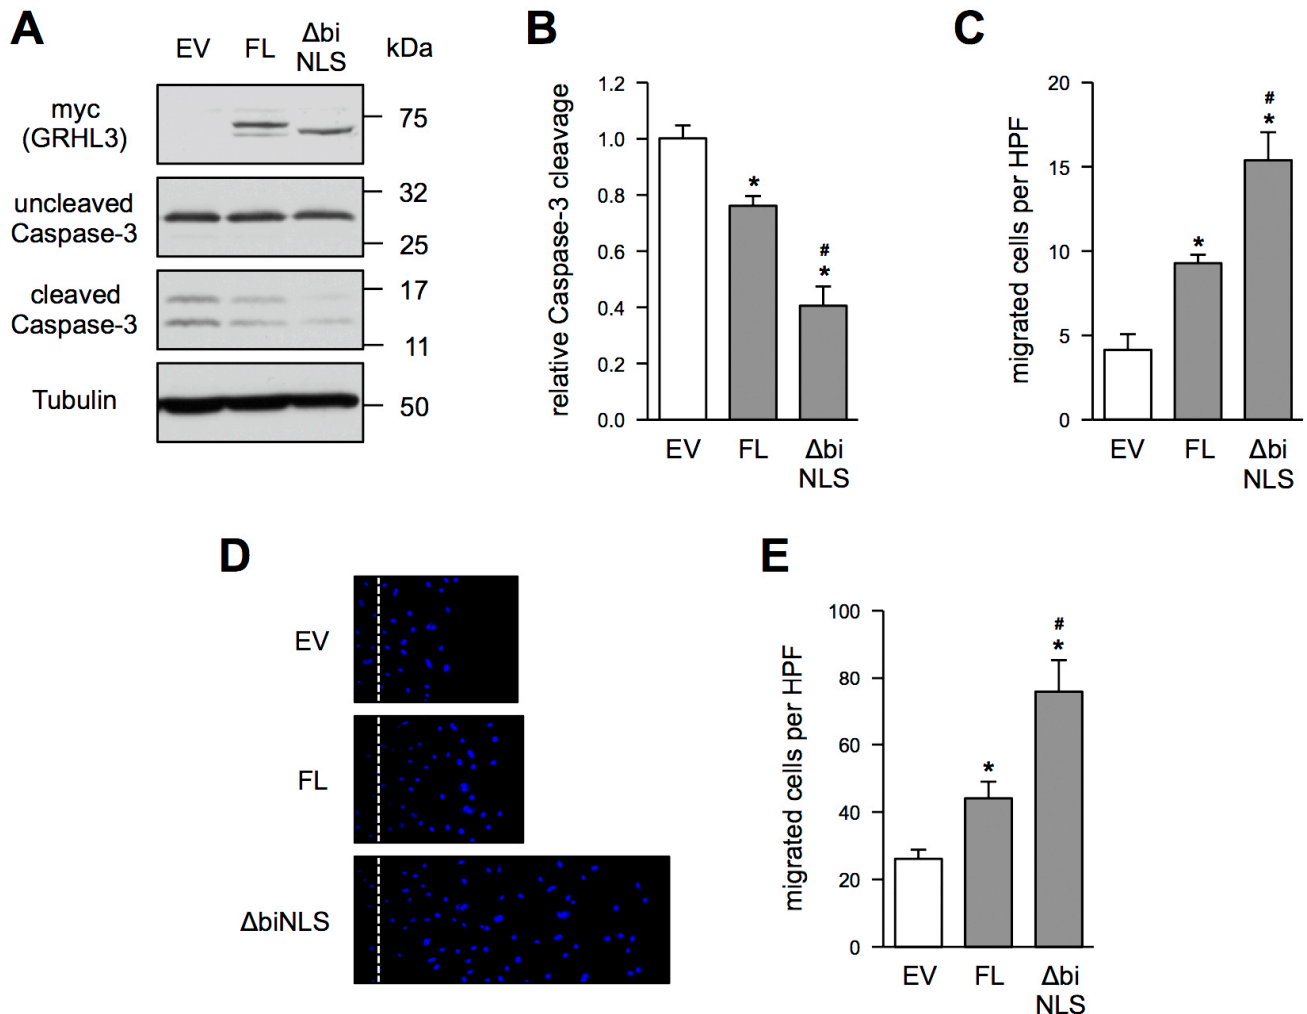 A
EV FL Δbi
NLS kDa
myc
(GRHL3)
75
uncleaved
Caspase-3
32
25
cleaved
Caspase-3
17
11
Tubulin
50
B
relative Caspase-3 cleavage
1.2
1.0
0.8
0.6
0.4
0.2
0.0
*
#
*
EV FL Δbi
NLS
C
migrated cells per HPF
20
15
10
5
0
*
#
*
EV FL Δbi
NLS
D
EV
FL
ΔbiNLS
E
migrated cells per HPF
100
80
60
40
20
0
*
#
*
EV FL Δbi
NLS